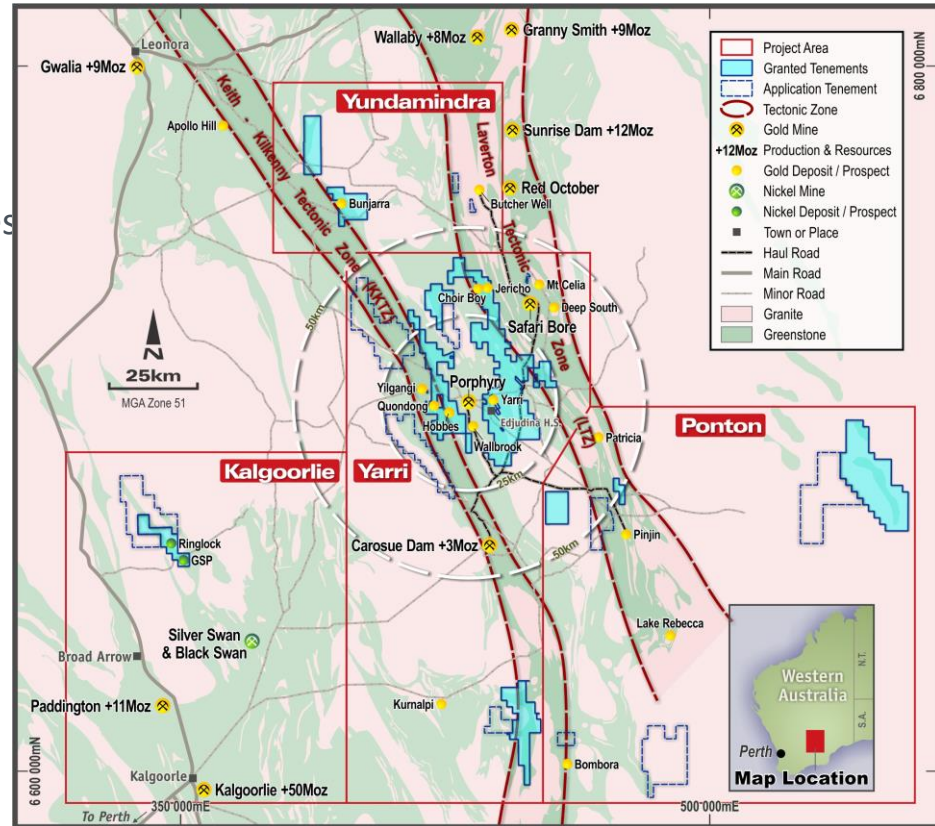 s
Leonora
Gwalia +9Moz
Wallaby +8Moz
Granny Smith +9Moz
Keith - Kilkenny Tectonic Zone (KKTZ)
Yundamindra
Apollo Hill
Laverton Tectonic Zone (LTZ)
Sunrise Dam +12Moz
Red October
Butcher Well
Bunjarra
50km
Choir Boy
Jericho
Mt Celia
Deep South
Safari Bore
N
25km
MGA Zone 51
Yilgangi
Porphyry
Quondong
Yarri
Edjudina H.S.
Hobbes
Wallbrook
Patricia
Ponton
Kalgoorlie
Yarri
25km
Ringlock
GSP
Carosue Dam +3Moz
50km
Pinjin
Silver Swan
& Black Swan
Broad Arrow
Lake Rebecca
Paddington +11Moz
Kurnalpi
Kalgoorle
Kalgoorlie +50Moz
Bombora
To Perth
350 000mE
500 000mE
6 600 000mN
6 800 000mN
Project Area
Granted Tenements
Application Tenement
Tectonic Zone
Gold Mine
+12Moz Production & Resources
Gold Deposit / Prospect
Nickel Mine
Nickel Deposit / Prospect
Town or Place
Haul Road
Main Road
Minor Road
Granite
Greenstone
Western
Australia
N.T.
S.A.
Perth
Map Location